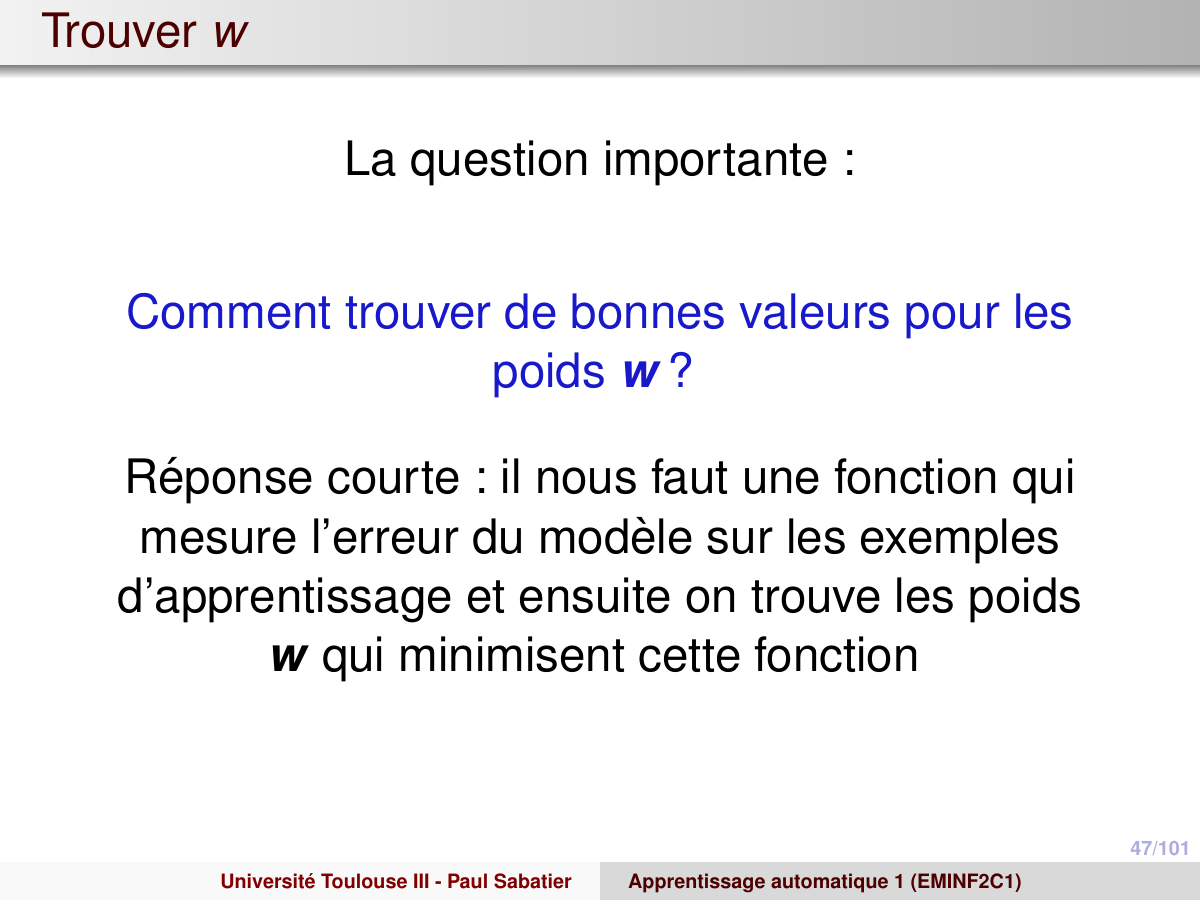 Trouver w
La question importante :
Comment trouver de bonnes valeurs pour les
poids w ?
Réponse courte : il nous faut une fonction qui
mesure l’erreur du modèle sur les exemples
d’apprentissage et ensuite on trouve les poids
w qui minimisent cette fonction
47/101
Université Toulouse III - Paul Sabatier
Apprentissage automatique 1 (EMINF2C1)